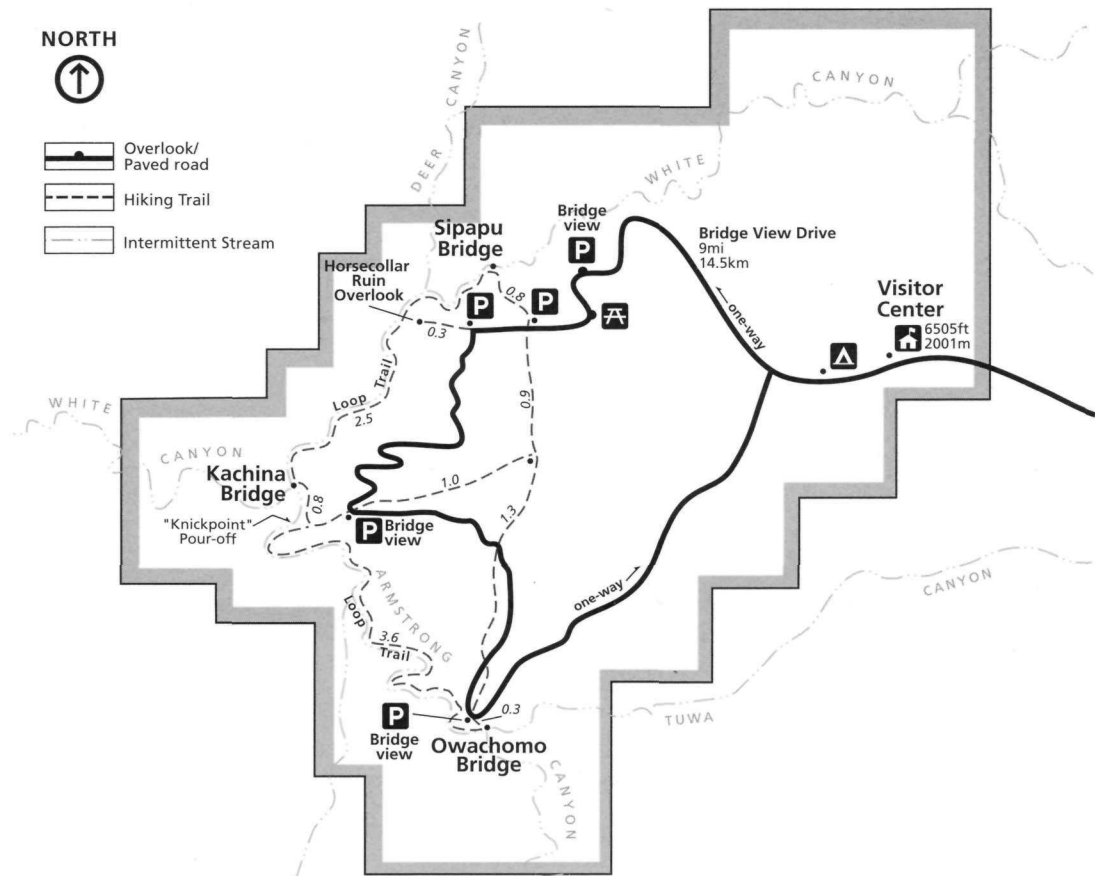 NORTH
Overlook/
Paved road
Hiking Trail
Intermittent Stream
DEER CANYON
CANYON
WHITE
Sipapu
Bridge
Bridge
view
P
Bridge View Drive
9mi
14.5km
Horsecollar
Ruin
Overlook
P
0.8
P
0.3
one-way
Visitor
Center
6505ft
2001m
Loop Trail
2.5
0.9
WHITE
CANYON
Kachina
Bridge
0.8
1.0
1.3
"Knickpoint"
Pour-off
P
Bridge
view
ARMSTRONG
Loop
3.6
Trail
one-way
CANYON
P
Bridge
view
0.3
TUWA
Owachomo
Bridge
CANYON